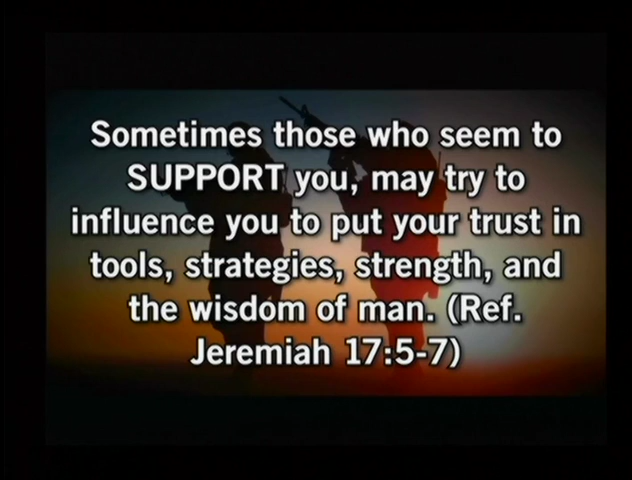 Sometimes those who seem to
SUPPORT you, may try to
influence you to put your trust in
tools, strategies, strength, and
the wisdom of man. (Ref.
Jeremiah 17:5-7)